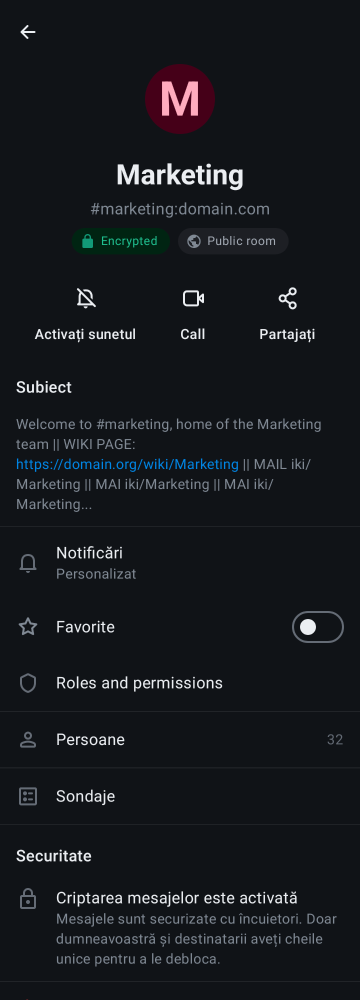 M
Marketing
#marketing:domain.com
Encrypted
Public room
Activați sunetul
Call
Partajați
Subiect
Welcome to #marketing, home of the Marketing
team || WIKI PAGE:
https://domain.org/wiki/Marketing || MAIL iki/
Marketing || MAI iki/Marketing || MAI iki/
Marketing...
Notificări
Personalizat
Favorite
Roles and permissions
Persoane 32
Sondaje
Securitate
Criptarea mesajelor este activată
Mesajele sunt securizate cu încuietori. Doar
dumneavoastră și destinatarii aveți cheile
unice pentru a le debloca.